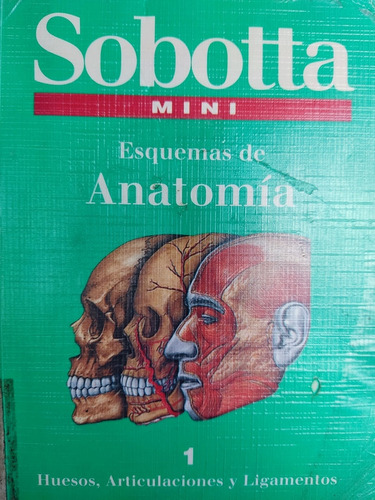 Sobotta
MINI
Esquemas de
Anatomía
1
Huesos, Articulaciones y Ligamentos